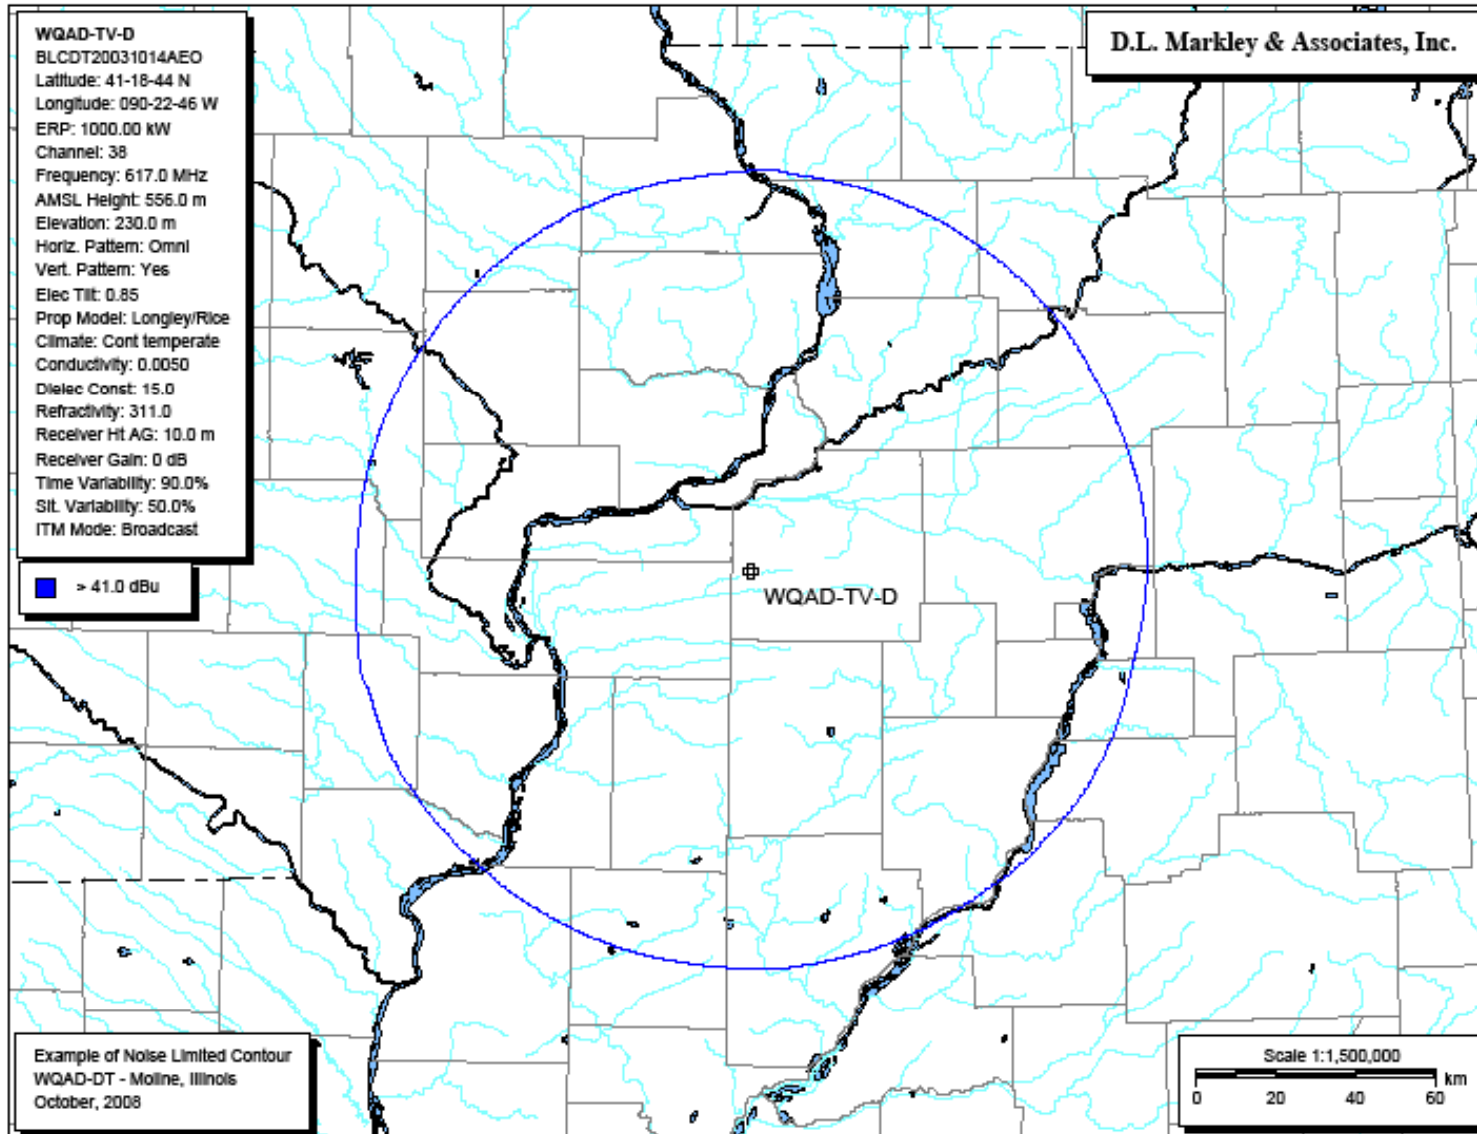 WQAD-TV-D
BLCDT20031014AEO
Latitude: 41-18-44 N
Longitude: 090-22-46 W
ERP: 1000.00 kW
Channel: 38
Frequency: 617.0 MHz
AMSL Height: 556.0 m
Elevation: 230.0 m
Horiz. Pattern: Omni
Vert. Pattern: Yes
Elec Tilt: 0.85
Prop Model: Longley/Rice
Climate: Cont temperate
Conductivity: 0.0050
Dielec Const: 15.0
Refractivity: 311.0
Receiver Ht AG: 10.0 m
Receiver Gain: 0 dB
Time Variability: 90.0%
Sit. Variability: 50.0%
ITM Mode: Broadcast
> 41.0 dBu
D.L. Markley & Associates, Inc.
WQAD-TV-D
Example of Noise Limited Contour
WQAD-DT - Moline, Illinois
October, 2008
Scale 1:1,500,000
0 20 40 60 km